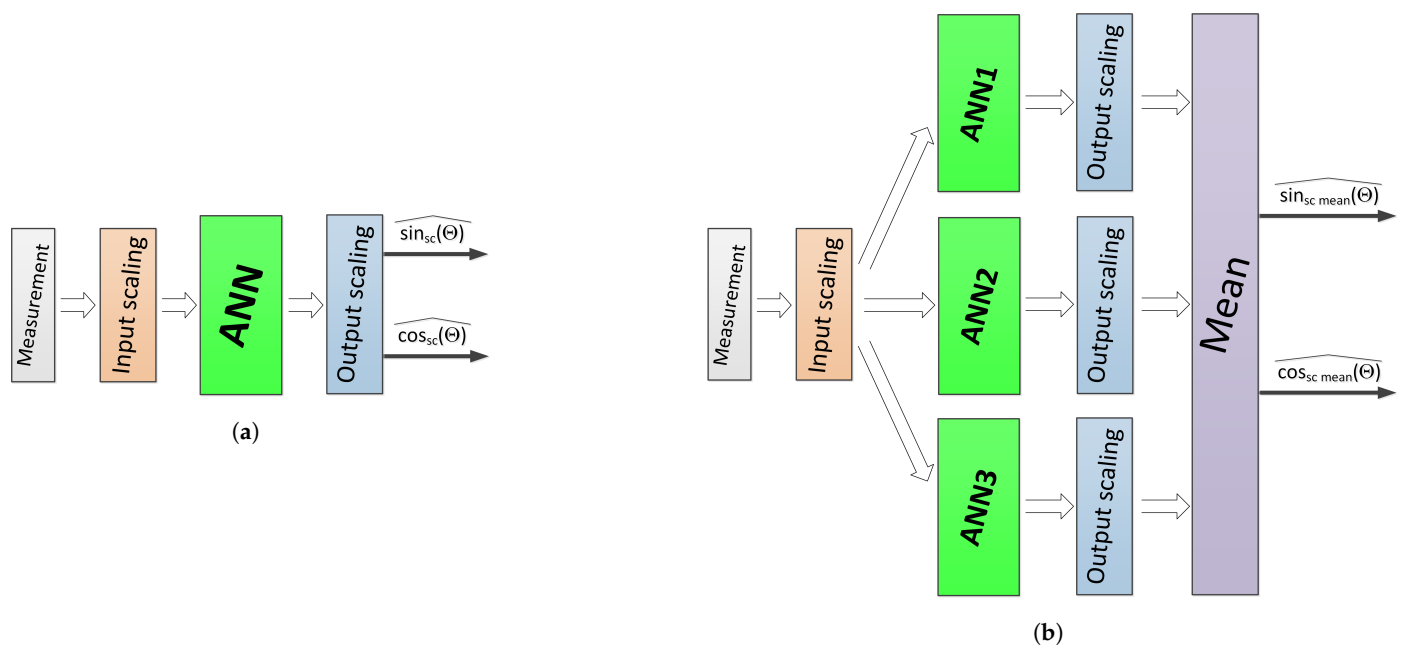 Measurement
Input scaling
ANN
Output scaling
sin_sc(Θ)
cos_sc(Θ)
(a)
Measurement
Input scaling
ANN1
Output scaling
ANN2
Output scaling
ANN3
Output scaling
Mean
sin_sc mean(Θ)
cos_sc mean(Θ)
(b)